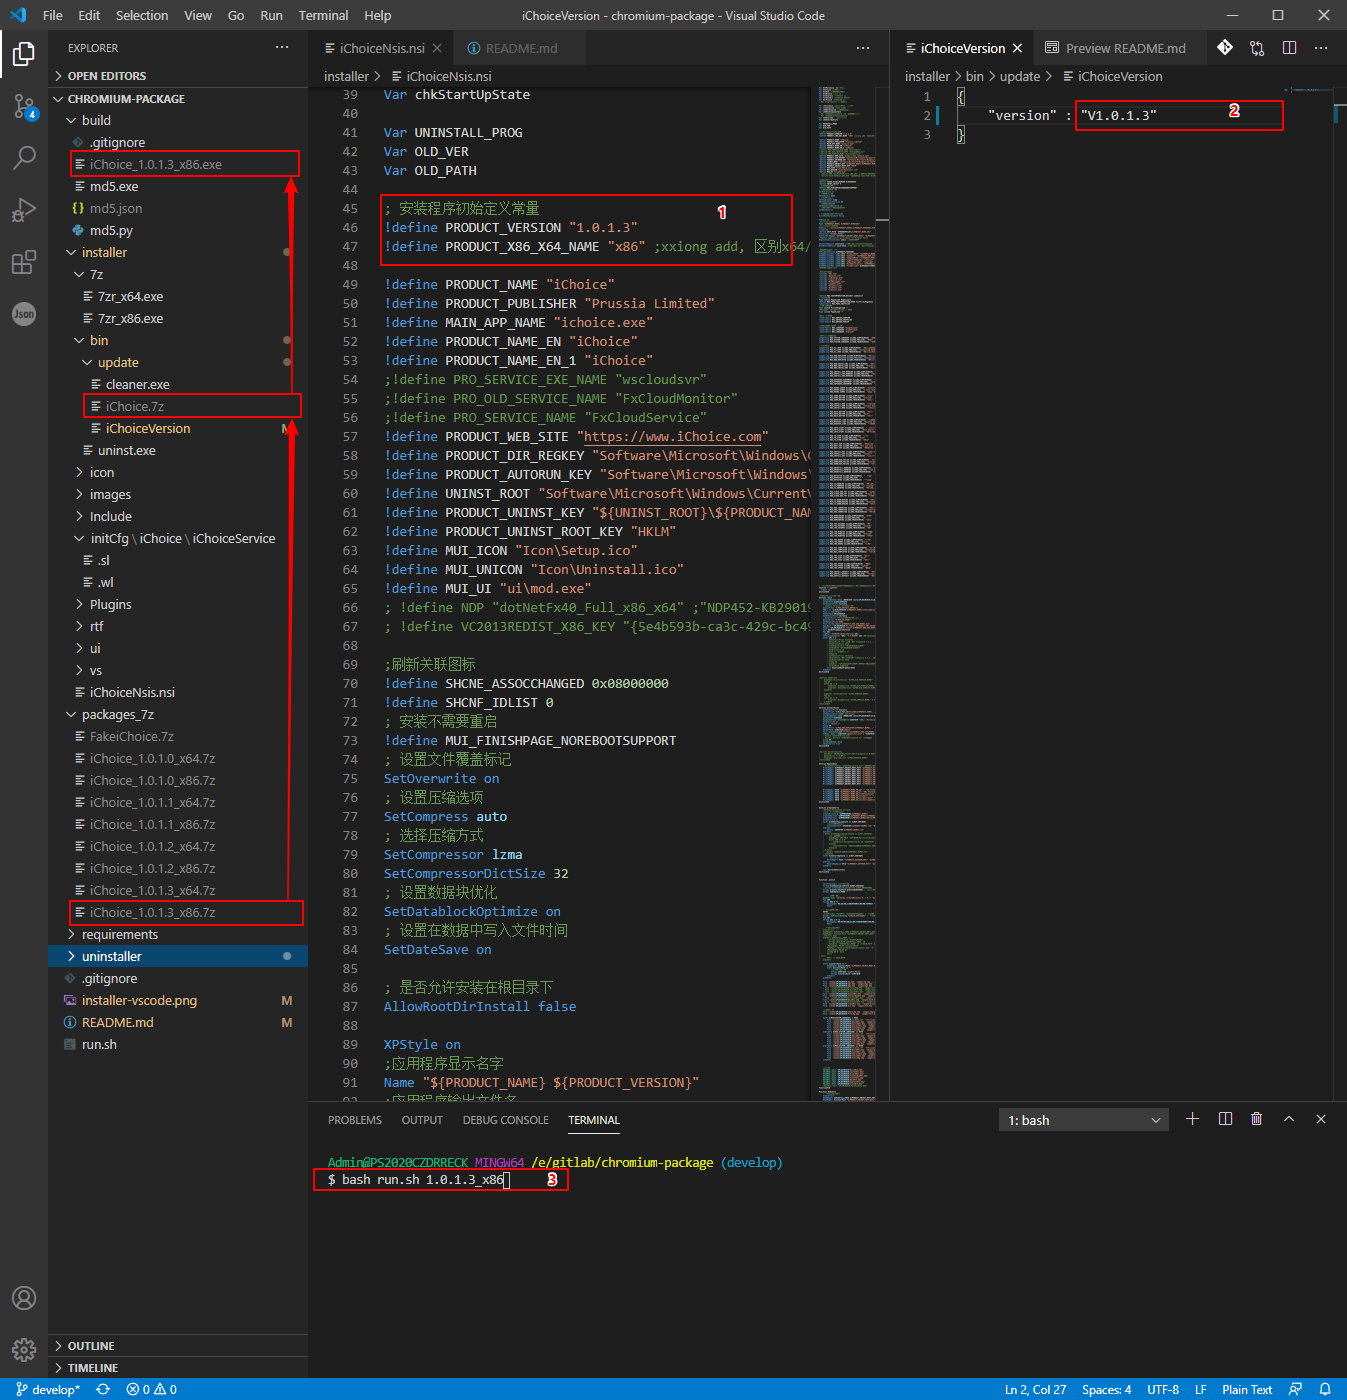 File Edit Selection View Go Run Terminal Help
iChoiceVersion - chromium-package - Visual Studio Code
EXPLORER
OPEN EDITORS
CHROMIUM-PACKAGE
build
.gitignore
iChoice_1.0.1.3_x86.exe
md5.exe
md5.json
md5.py
installer
7z
7zr_x64.exe
7zr_x86.exe
bin
update
cleaner.exe
iChoice.7z
iChoiceVersion M
uninst.exe
icon
images
Include
initCfg \ iChoice \ iChoiceService
.sl
.wl
Plugins
rtf
ui
vs
iChoiceNsis.nsi
packages_7z
FakeiChoice.7z
iChoice_1.0.1.0_x64.7z
iChoice_1.0.1.0_x86.7z
iChoice_1.0.1.1_x64.7z
iChoice_1.0.1.1_x86.7z
iChoice_1.0.1.2_x64.7z
iChoice_1.0.1.2_x86.7z
iChoice_1.0.1.3_x64.7z
iChoice_1.0.1.3_x86.7z
requirements
uninstaller
.gitignore
installer-vscode.png M
README.md M
run.sh
OUTLINE
TIMELINE
4
Json
iChoiceNsis.nsi README.md
installer > iChoiceNsis.nsi
39 Var chkStartUpState
40
41 Var UNINSTALL_PROG
42 Var OLD_VER
43 Var OLD_PATH
44
45 ; 安装程序初始定义常量 1
46 !define PRODUCT_VERSION "1.0.1.3"
47 !define PRODUCT_X86_X64_NAME "x86" ;xxiong add, 区别x64/
48
49 !define PRODUCT_NAME "iChoice"
50 !define PRODUCT_PUBLISHER "Prussia Limited"
51 !define MAIN_APP_NAME "ichoice.exe"
52 !define PRODUCT_NAME_EN "iChoice"
53 !define PRODUCT_NAME_EN_1 "iChoice"
54 ;!define PRO_SERVICE_EXE_NAME "wscloudsvr"
55 ;!define PRO_OLD_SERVICE_NAME "FxCloudMonitor"
56 ;!define PRO_SERVICE_NAME "FxCloudService"
57 !define PRODUCT_WEB_SITE "https://www.iChoice.com"
58 !define PRODUCT_DIR_REGKEY "Software\Microsoft\Windows\C
59 !define PRODUCT_AUTORUN_KEY "Software\Microsoft\Windows\
60 !define UNINST_ROOT "Software\Microsoft\Windows\Current\
61 !define PRODUCT_UNINST_KEY "${UNINST_ROOT}\${PRODUCT_NAM
62 !define PRODUCT_UNINST_ROOT_KEY "HKLM"
63 !define MUI_ICON "Icon\Setup.ico"
64 !define MUI_UNICON "Icon\Uninstall.ico"
65 !define MUI_UI "ui\mod.exe"
66 ; !define NDP "dotNetFx40_Full_x86_x64" ;"NDP452-KB29019
67 ; !define VC2013REDIST_X86_KEY "{5e4b593b-ca3c-429c-bc49
68
69 ;刷新关联图标
70 !define SHCNE_ASSOCCHANGED 0x08000000
71 !define SHCNF_IDLIST 0
72 ; 安装不需要重启
73 !define MUI_FINISHPAGE_NOREBOOTSUPPORT
74 ; 设置文件覆盖标记
75 SetOverwrite on
76 ; 设置压缩选项
77 SetCompress auto
78 ; 选择压缩方式
79 SetCompressor lzma
80 SetCompressorDictSize 32
81 ; 设置数据块优化
82 SetDatablockOptimize on
83 ; 设置在数据中写入文件时间
84 SetDateSave on
85
86 ; 是否允许安装在根目录下
87 AllowRootDirInstall false
88
89 XPStyle on
90 ;应用程序显示名字
91 Name "${PRODUCT_NAME} ${PRODUCT_VERSION}"
92 ;应用程序输出文件名
iChoiceVersion Preview README.md
installer > bin > update > iChoiceVersion
1 {
2 "version" : "V1.0.1.3" 2
3 }
PROBLEMS OUTPUT DEBUG CONSOLE TERMINAL
1: bash
Admin@PS2020CZDRRECK MINGW64 /e/gitlab/chromium-package (develop)
$ bash run.sh 1.0.1.3_x86 3
develop* 0 0
Ln 2, Col 27 Spaces: 4 UTF-8 LF Plain Text